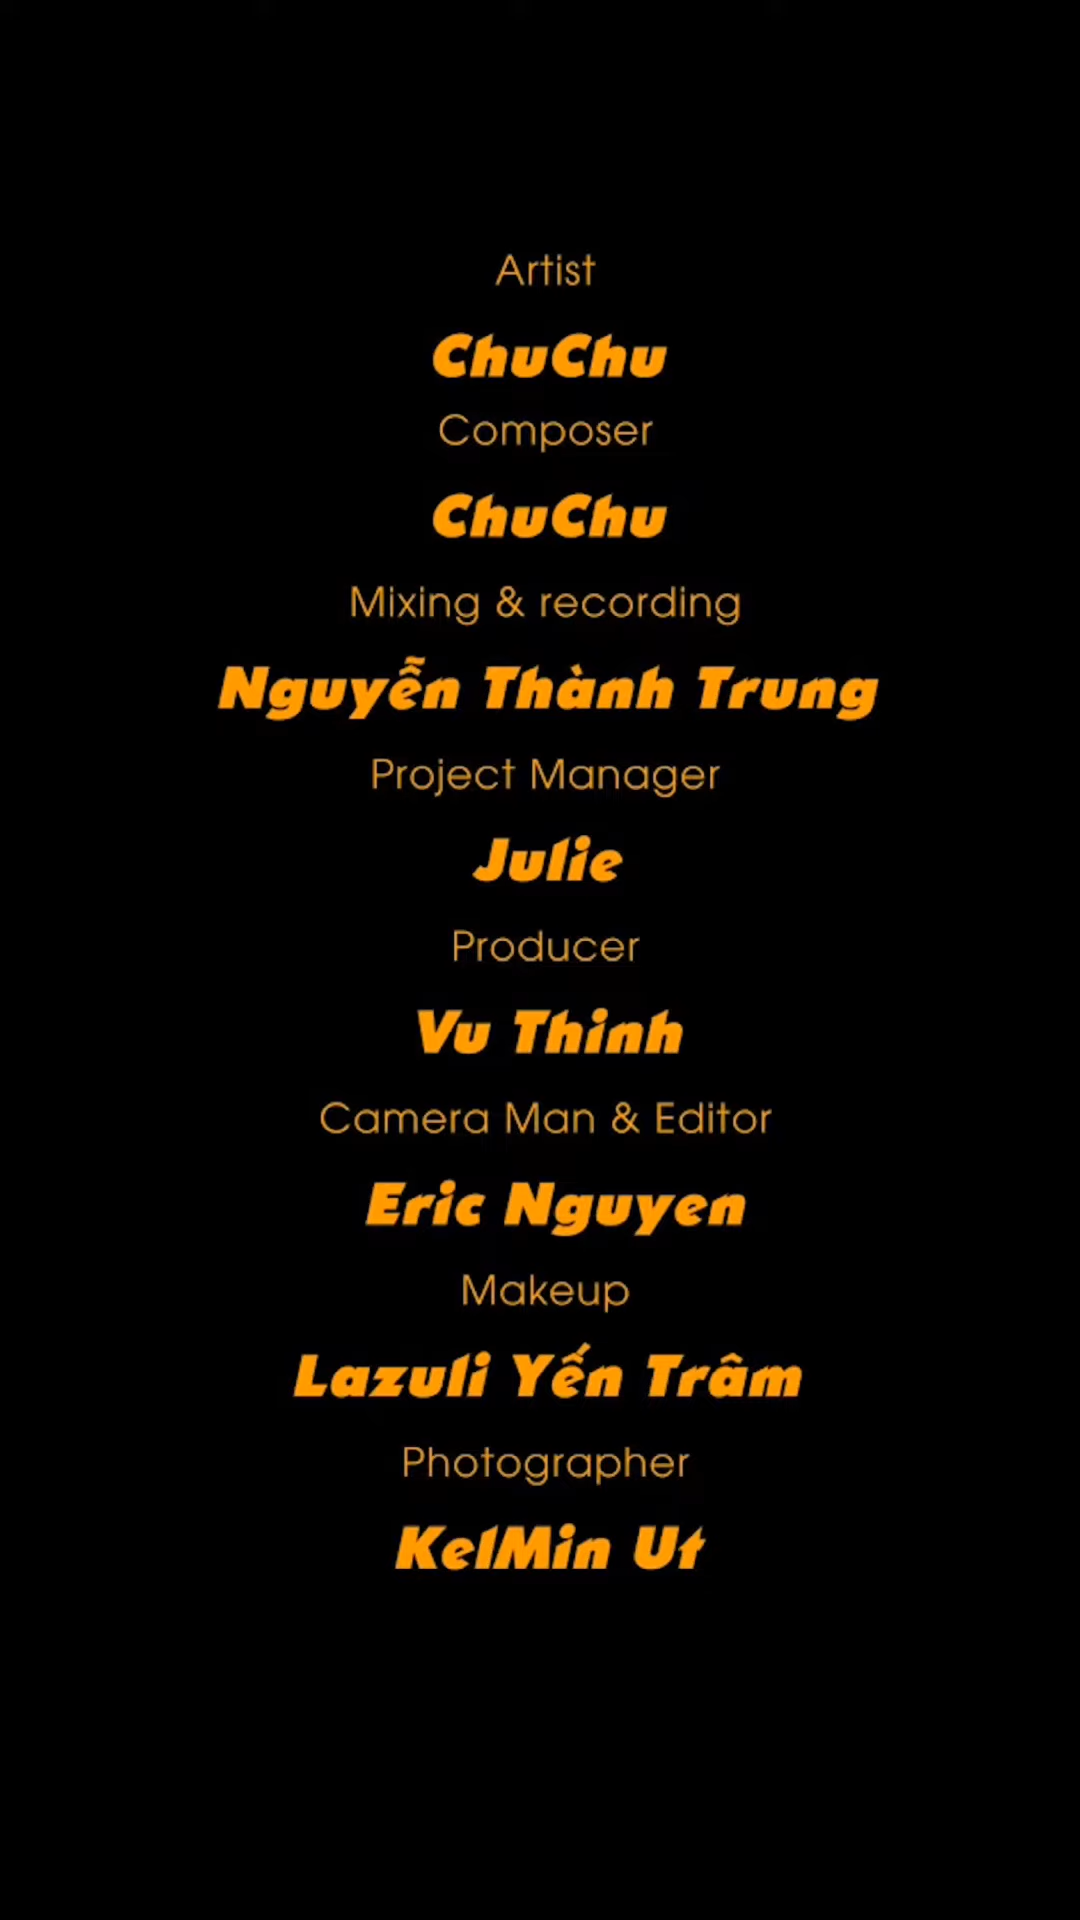 Artist
ChuChu
Composer
ChuChu
Mixing & recording
Nguyễn Thành Trung
Project Manager
Julie
Producer
Vu Thinh
Camera Man & Editor
Eric Nguyen
Makeup
Lazuli Yến Trâm
Photographer
KelMin Ut